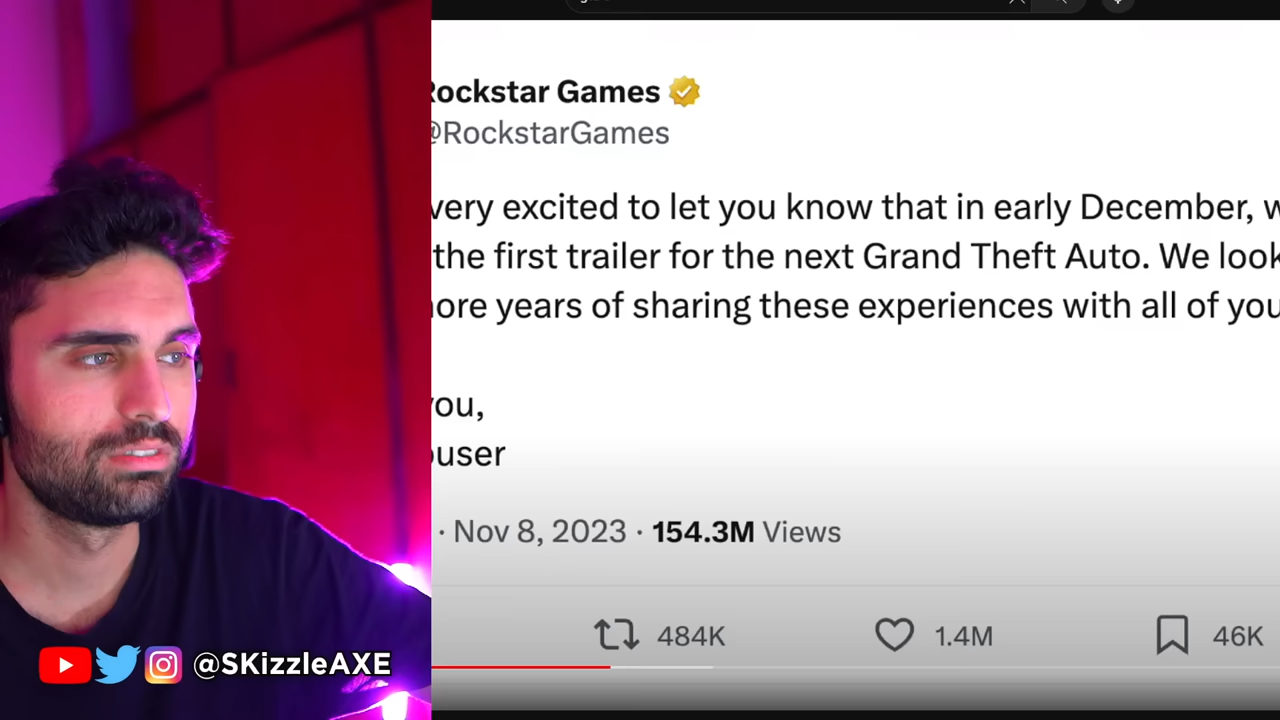 Rockstar Games
@RockstarGames
very excited to let you know that in early December, w
the first trailer for the next Grand Theft Auto. We look
ore years of sharing these experiences with all of you
you,
ouser
· Nov 8, 2023 · 154.3M Views
484K
1.4M
46K
@SKizzleAXE